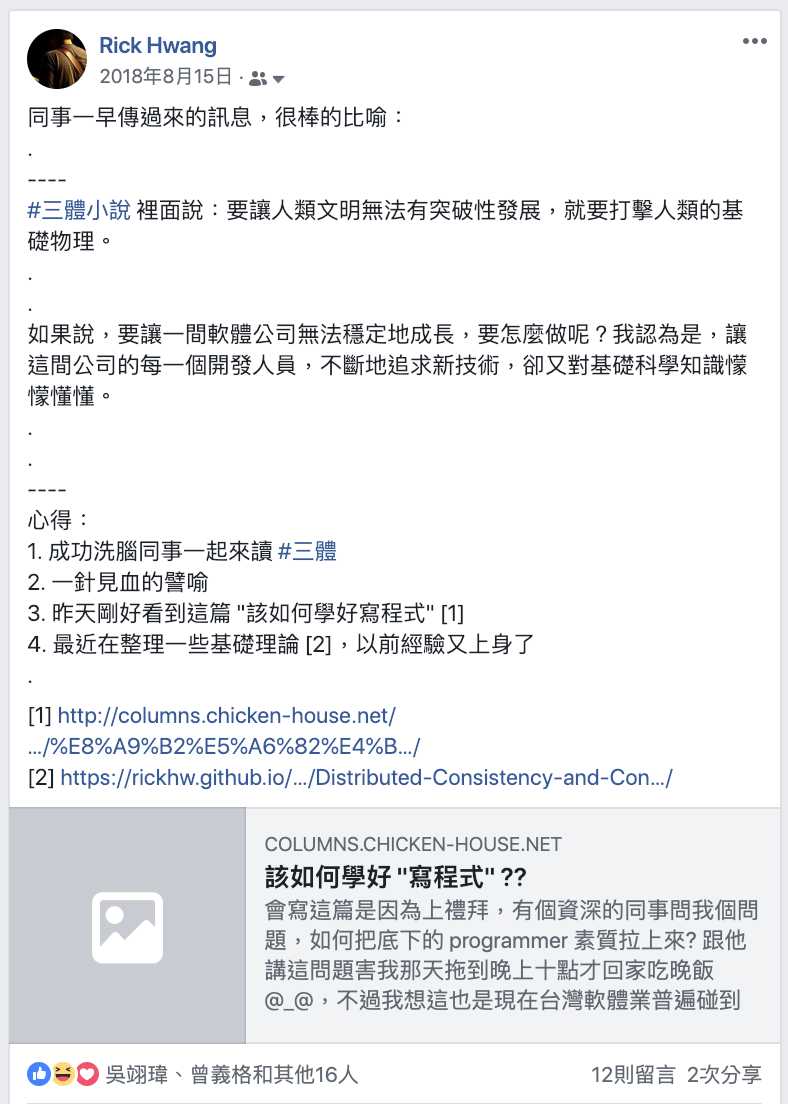 Rick Hwang
2018年8月15日 ·
同事一早傳過來的訊息，很棒的比喻：
.
----
#三體小說 裡面說：要讓人類文明無法有突破性發展，就要打擊人類的基
礎物理。
.
.
如果說，要讓一間軟體公司無法穩定地成長，要怎麼做呢？我認為是，讓
這間公司的每一個開發人員，不斷地追求新技術，卻又對基礎科學知識懞
懞懂懂。
.
.
----
心得：
1. 成功洗腦同事一起來讀 #三體
2. 一針見血的譬喻
3. 昨天剛好看到這篇 "該如何學好寫程式" [1]
4. 最近在整理一些基礎理論 [2]，以前經驗又上身了
.
[1] http://columns.chicken-house.net/
.../%E8%A9%B2%E5%A6%82%E4%B.../
[2] https://rickhw.github.io/.../Distributed-Consistency-and-Con.../
COLUMNS.CHICKEN-HOUSE.NET
該如何學好 "寫程式" ??
會寫這篇是因為上禮拜，有個資深的同事問我個問
題，如何把底下的 programmer 素質拉上來? 跟他
講這問題害我那天拖到晚上十點才回家吃晚飯
@_@，不過我想這也是現在台灣軟體業普遍碰到
吳翊瑋、曾義格和其他16人
12則留言 2次分享